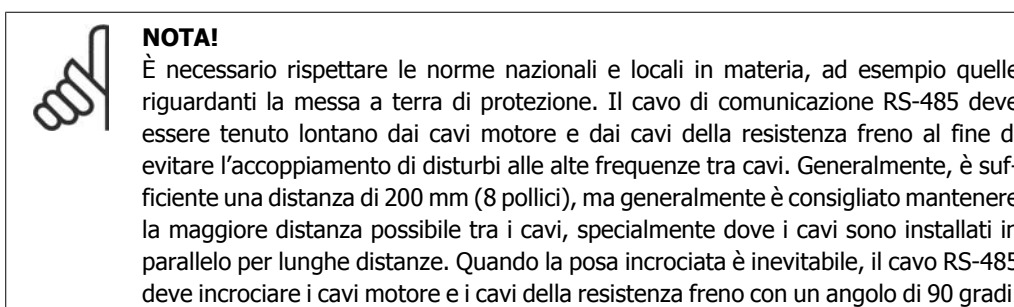 NOTA!
È necessario rispettare le norme nazionali e locali in materia, ad esempio quelle
riguardanti la messa a terra di protezione. Il cavo di comunicazione RS-485 deve
essere tenuto lontano dai cavi motore e dai cavi della resistenza freno al fine d
evitare l'accoppiamento di disturbi alle alte frequenze tra cavi. Generalmente, è suf-
ficiente una distanza di 200 mm (8 pollici), ma generalmente è consigliato mantenere
la maggiore distanza possibile tra i cavi, specialmente dove i cavi sono installati in
parallelo per lunghe distanze. Quando la posa incrociata è inevitabile, il cavo RS-485
deve incrociare i cavi motore e i cavi della resistenza freno con un angolo di 90 gradi